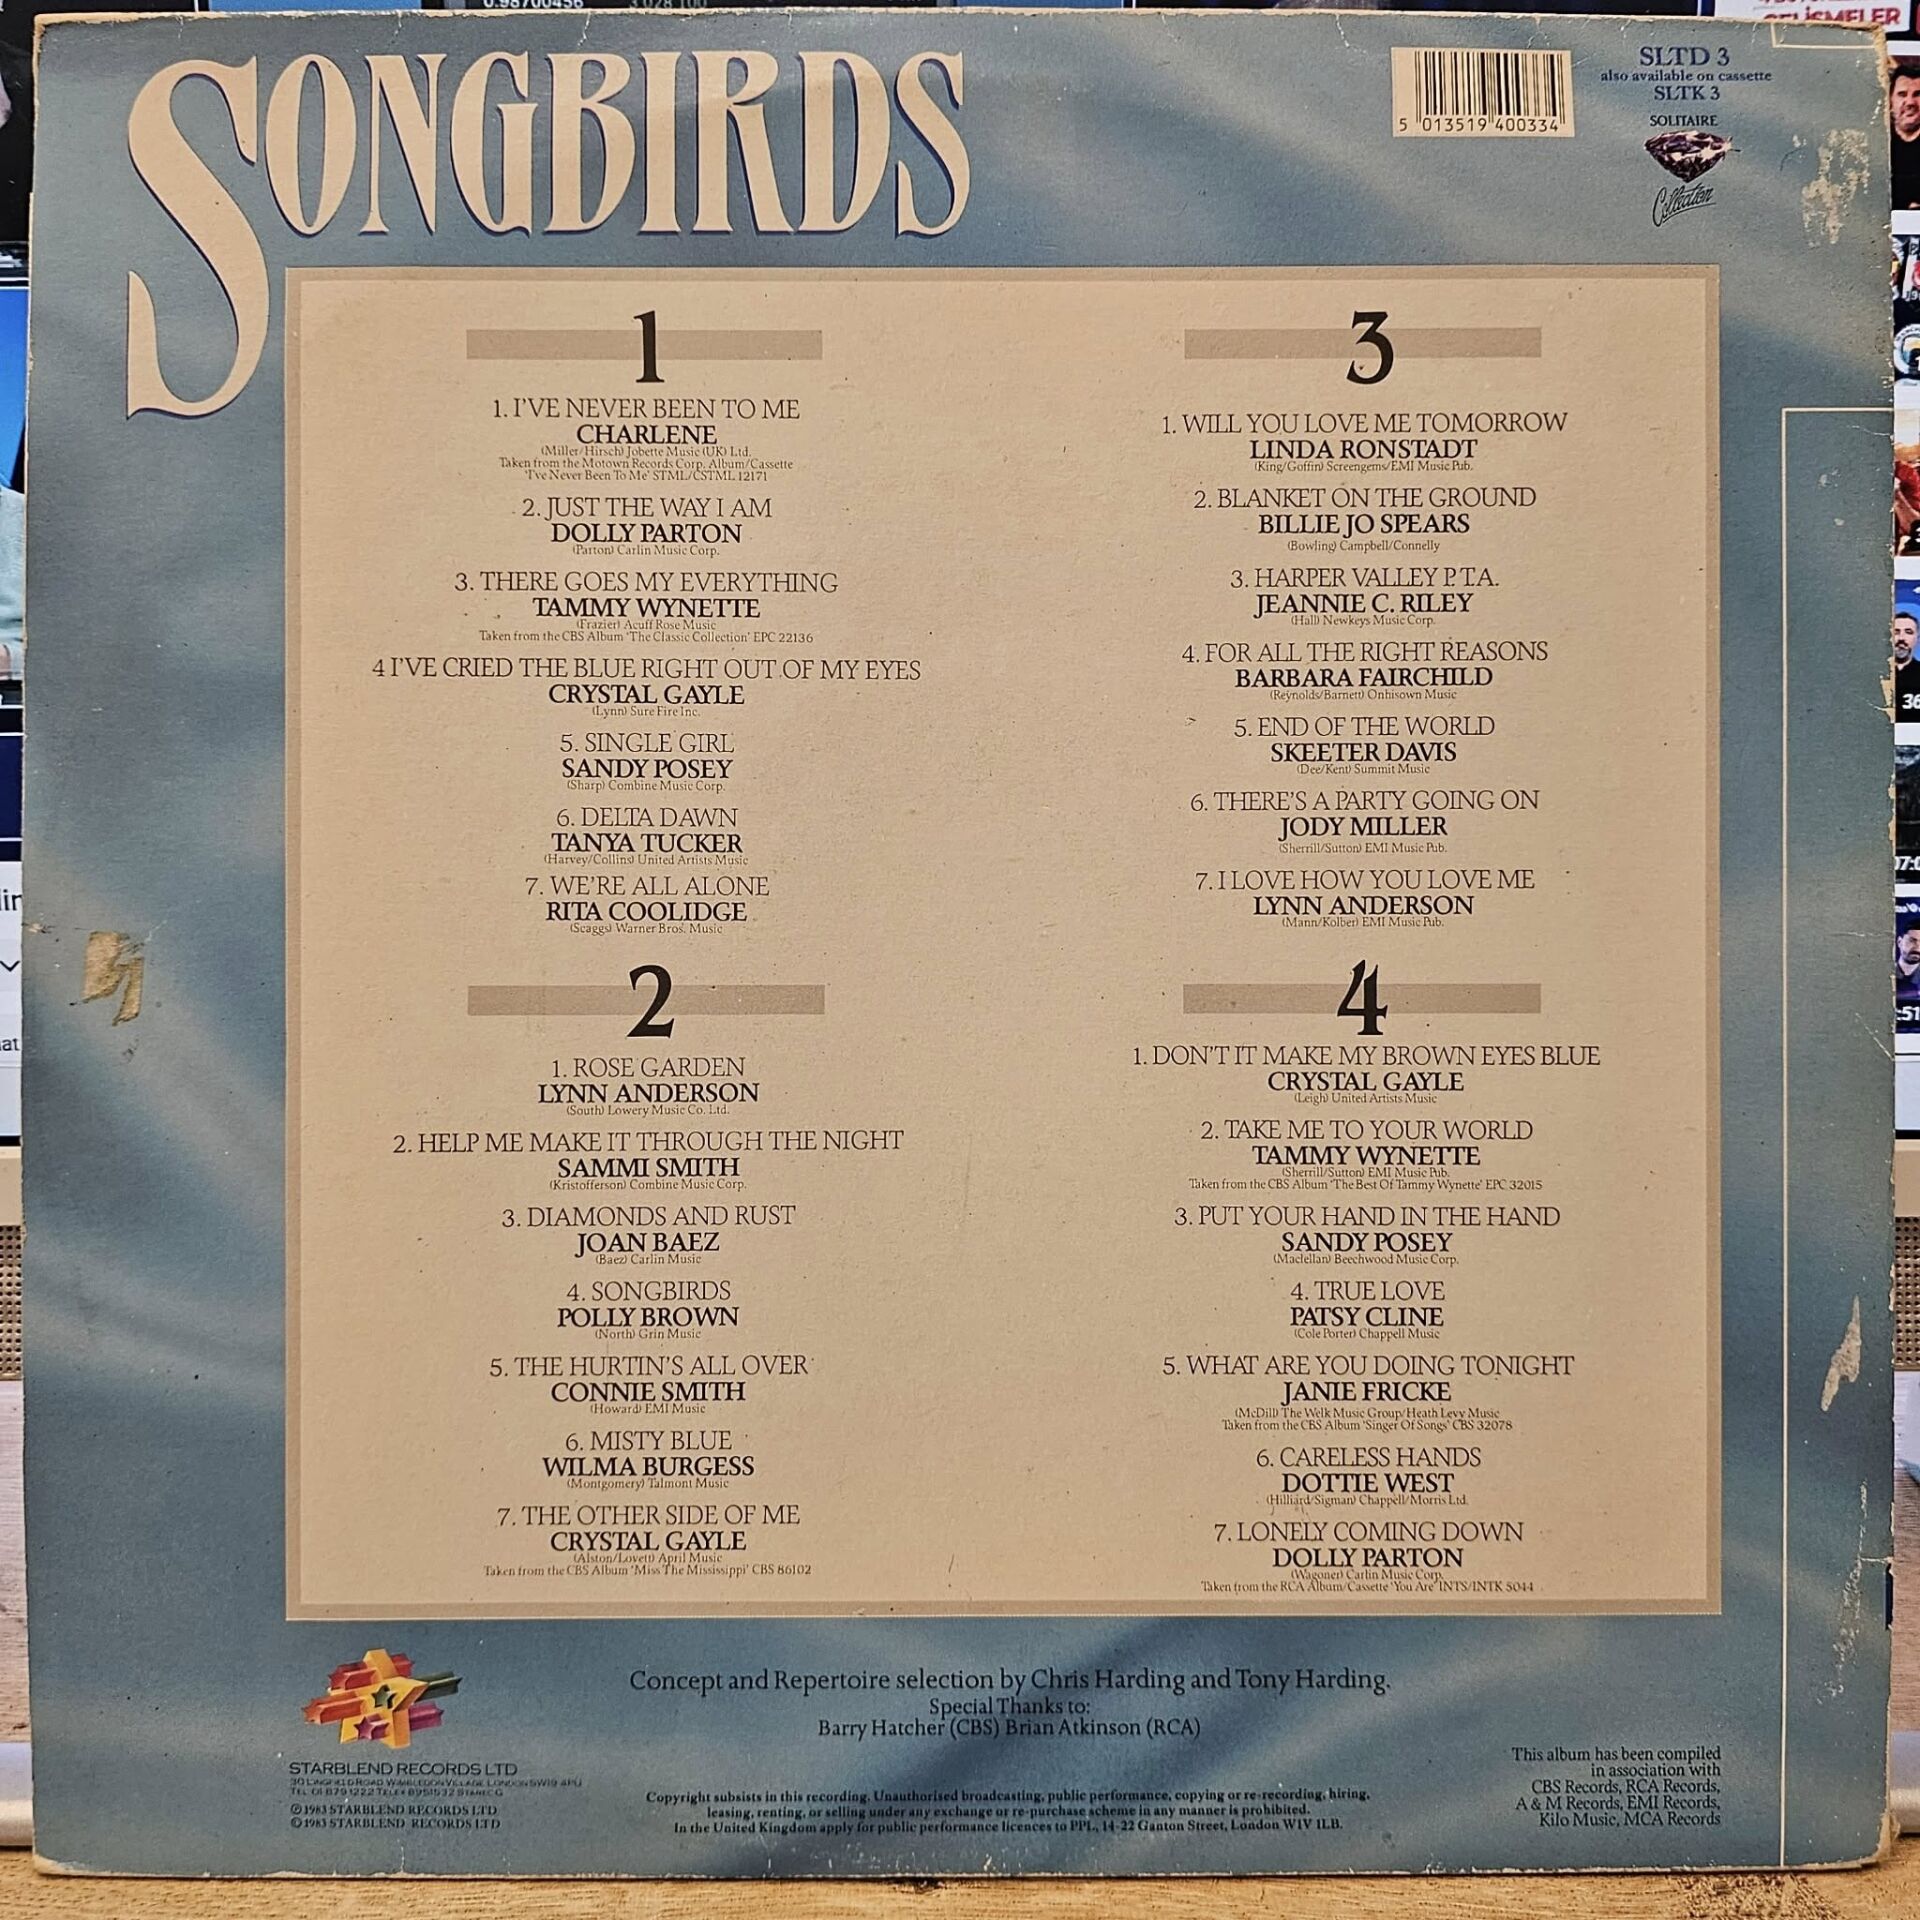 SONGBIRDS
5 013519 400334
SLTD 3
also available on cassette
SLTK 3
SOLITAIRE
Collection
1
1. I'VE NEVER BEEN TO ME
CHARLENE
(Miller/Hirsch) Jobette Music (UK) Ltd.
Taken from the Motown Records Corp. Album/Cassette
'I've Never Been To Me' STML/CSTML 12171
2. JUST THE WAY I AM
DOLLY PARTON
(Parton) Carlin Music Corp.
3. THERE GOES MY EVERYTHING
TAMMY WYNETTE
(Frazier) Acuff Rose Music
Taken from the CBS Album 'The Classic Collection' EPC 22136
4 I'VE CRIED THE BLUE RIGHT OUT OF MY EYES
CRYSTAL GAYLE
(Lynn) Sure Fire Inc.
5. SINGLE GIRL
SANDY POSEY
(Sharp) Combine Music Corp.
6. DELTA DAWN
TANYA TUCKER
(Harvey/Collins) United Artists Music
7. WE'RE ALL ALONE
RITA COOLIDGE
(Scaggs) Warner Bros. Music
2
1. ROSE GARDEN
LYNN ANDERSON
(South) Lowery Music Co. Ltd.
2. HELP ME MAKE IT THROUGH THE NIGHT
SAMMI SMITH
(Kristofferson) Combine Music Corp.
3. DIAMONDS AND RUST
JOAN BAEZ
(Baez) Carlin Music
4. SONGBIRDS
POLLY BROWN
(North) Grin Music
5. THE HURTIN'S ALL OVER
CONNIE SMITH
(Howard) EMI Music
6. MISTY BLUE
WILMA BURGESS
(Montgomery) Talmont Music
7. THE OTHER SIDE OF ME
CRYSTAL GAYLE
(Alston/Lovett) April Music
Taken from the CBS Album 'Miss The Mississippi' CBS 86102
3
1. WILL YOU LOVE ME TOMORROW
LINDA RONSTADT
(King/Goffin) Screengems/EMI Music Pub.
2. BLANKET ON THE GROUND
BILLIE JO SPEARS
(Bowling) Campbell/Connelly
3. HARPER VALLEY P.T.A.
JEANNIE C. RILEY
(Hall) Newkeys Music Corp.
4. FOR ALL THE RIGHT REASONS
BARBARA FAIRCHILD
(Reynolds/Barnett) Onhisown Music
5. END OF THE WORLD
SKEETER DAVIS
(Dee/Kent) Summit Music
6. THERE'S A PARTY GOING ON
JODY MILLER
(Sherrill/Sutton) EMI Music Pub.
7. I LOVE HOW YOU LOVE ME
LYNN ANDERSON
(Mann/Kolber) EMI Music Pub.
4
1. DON'T IT MAKE MY BROWN EYES BLUE
CRYSTAL GAYLE
(Leigh) United Artists Music
2. TAKE ME TO YOUR WORLD
TAMMY WYNETTE
(Sherrill/Sutton) EMI Music Pub.
Taken from the CBS Album 'The Best Of Tammy Wynette' EPC 32015
3. PUT YOUR HAND IN THE HAND
SANDY POSEY
(Maclellan) Beechwood Music Corp.
4. TRUE LOVE
PATSY CLINE
(Cole Porter) Chappell Music
5. WHAT ARE YOU DOING TONIGHT
JANIE FRICKE
(McDill) The Welk Music Group/Heath Levy Music
Taken from the CBS Album 'Singer Of Songs' CBS 32078
6. CARELESS HANDS
DOTTIE WEST
(Hilliard/Sigman) Chappell/Morris Ltd.
7. LONELY COMING DOWN
DOLLY PARTON
(Wagoner) Carlin Music Corp.
Taken from the RCA Album/Cassette 'You Are' INTS/INTK 5044
Concept and Repertoire selection by Chris Harding and Tony Harding.
Special Thanks to:
Barry Hatcher (CBS) Brian Atkinson (RCA)
STARBLEND RECORDS LTD
30 LINGFIELD ROAD WIMBLEDON VILLAGE LONDON SW19 4PU
TEL 01 879 1222 TELEX 8951532
Ⓟ 1983 STARBLEND RECORDS LTD
© 1983 STARBLEND RECORDS LTD
Copyright subsists in this recording. Unauthorised broadcasting, public performance, copying or re-recording, hiring,
leasing, renting, or selling under any exchange or re-purchase scheme in any manner is prohibited.
In the United Kingdom apply for public performance licences to PPL, 14-22 Ganton Street, London W1V 1LB.
This album has been compiled
in association with
CBS Records, RCA Records,
A & M Records, EMI Records,
Kilo Music, MCA Records